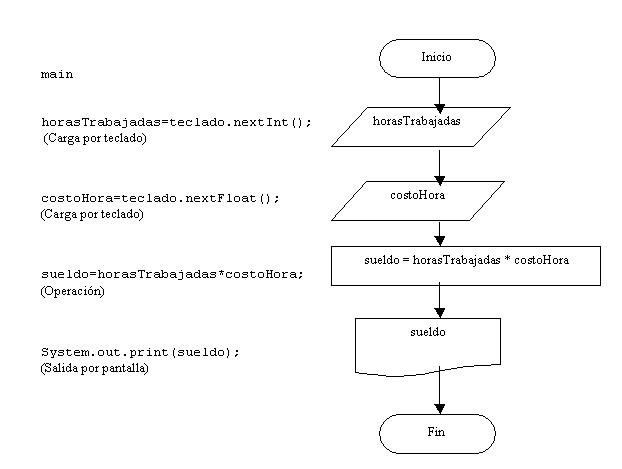 Inicio
main
horasTrabajadas=teclado.nextInt();
(Carga por teclado)
horasTrabajadas
costoHora=teclado.nextFloat();
(Carga por teclado)
costoHora
sueldo=horasTrabajadas*costoHora;
(Operación)
sueldo = horasTrabajadas * costoHora
System.out.print(sueldo);
(Salida por pantalla)
sueldo
Fin